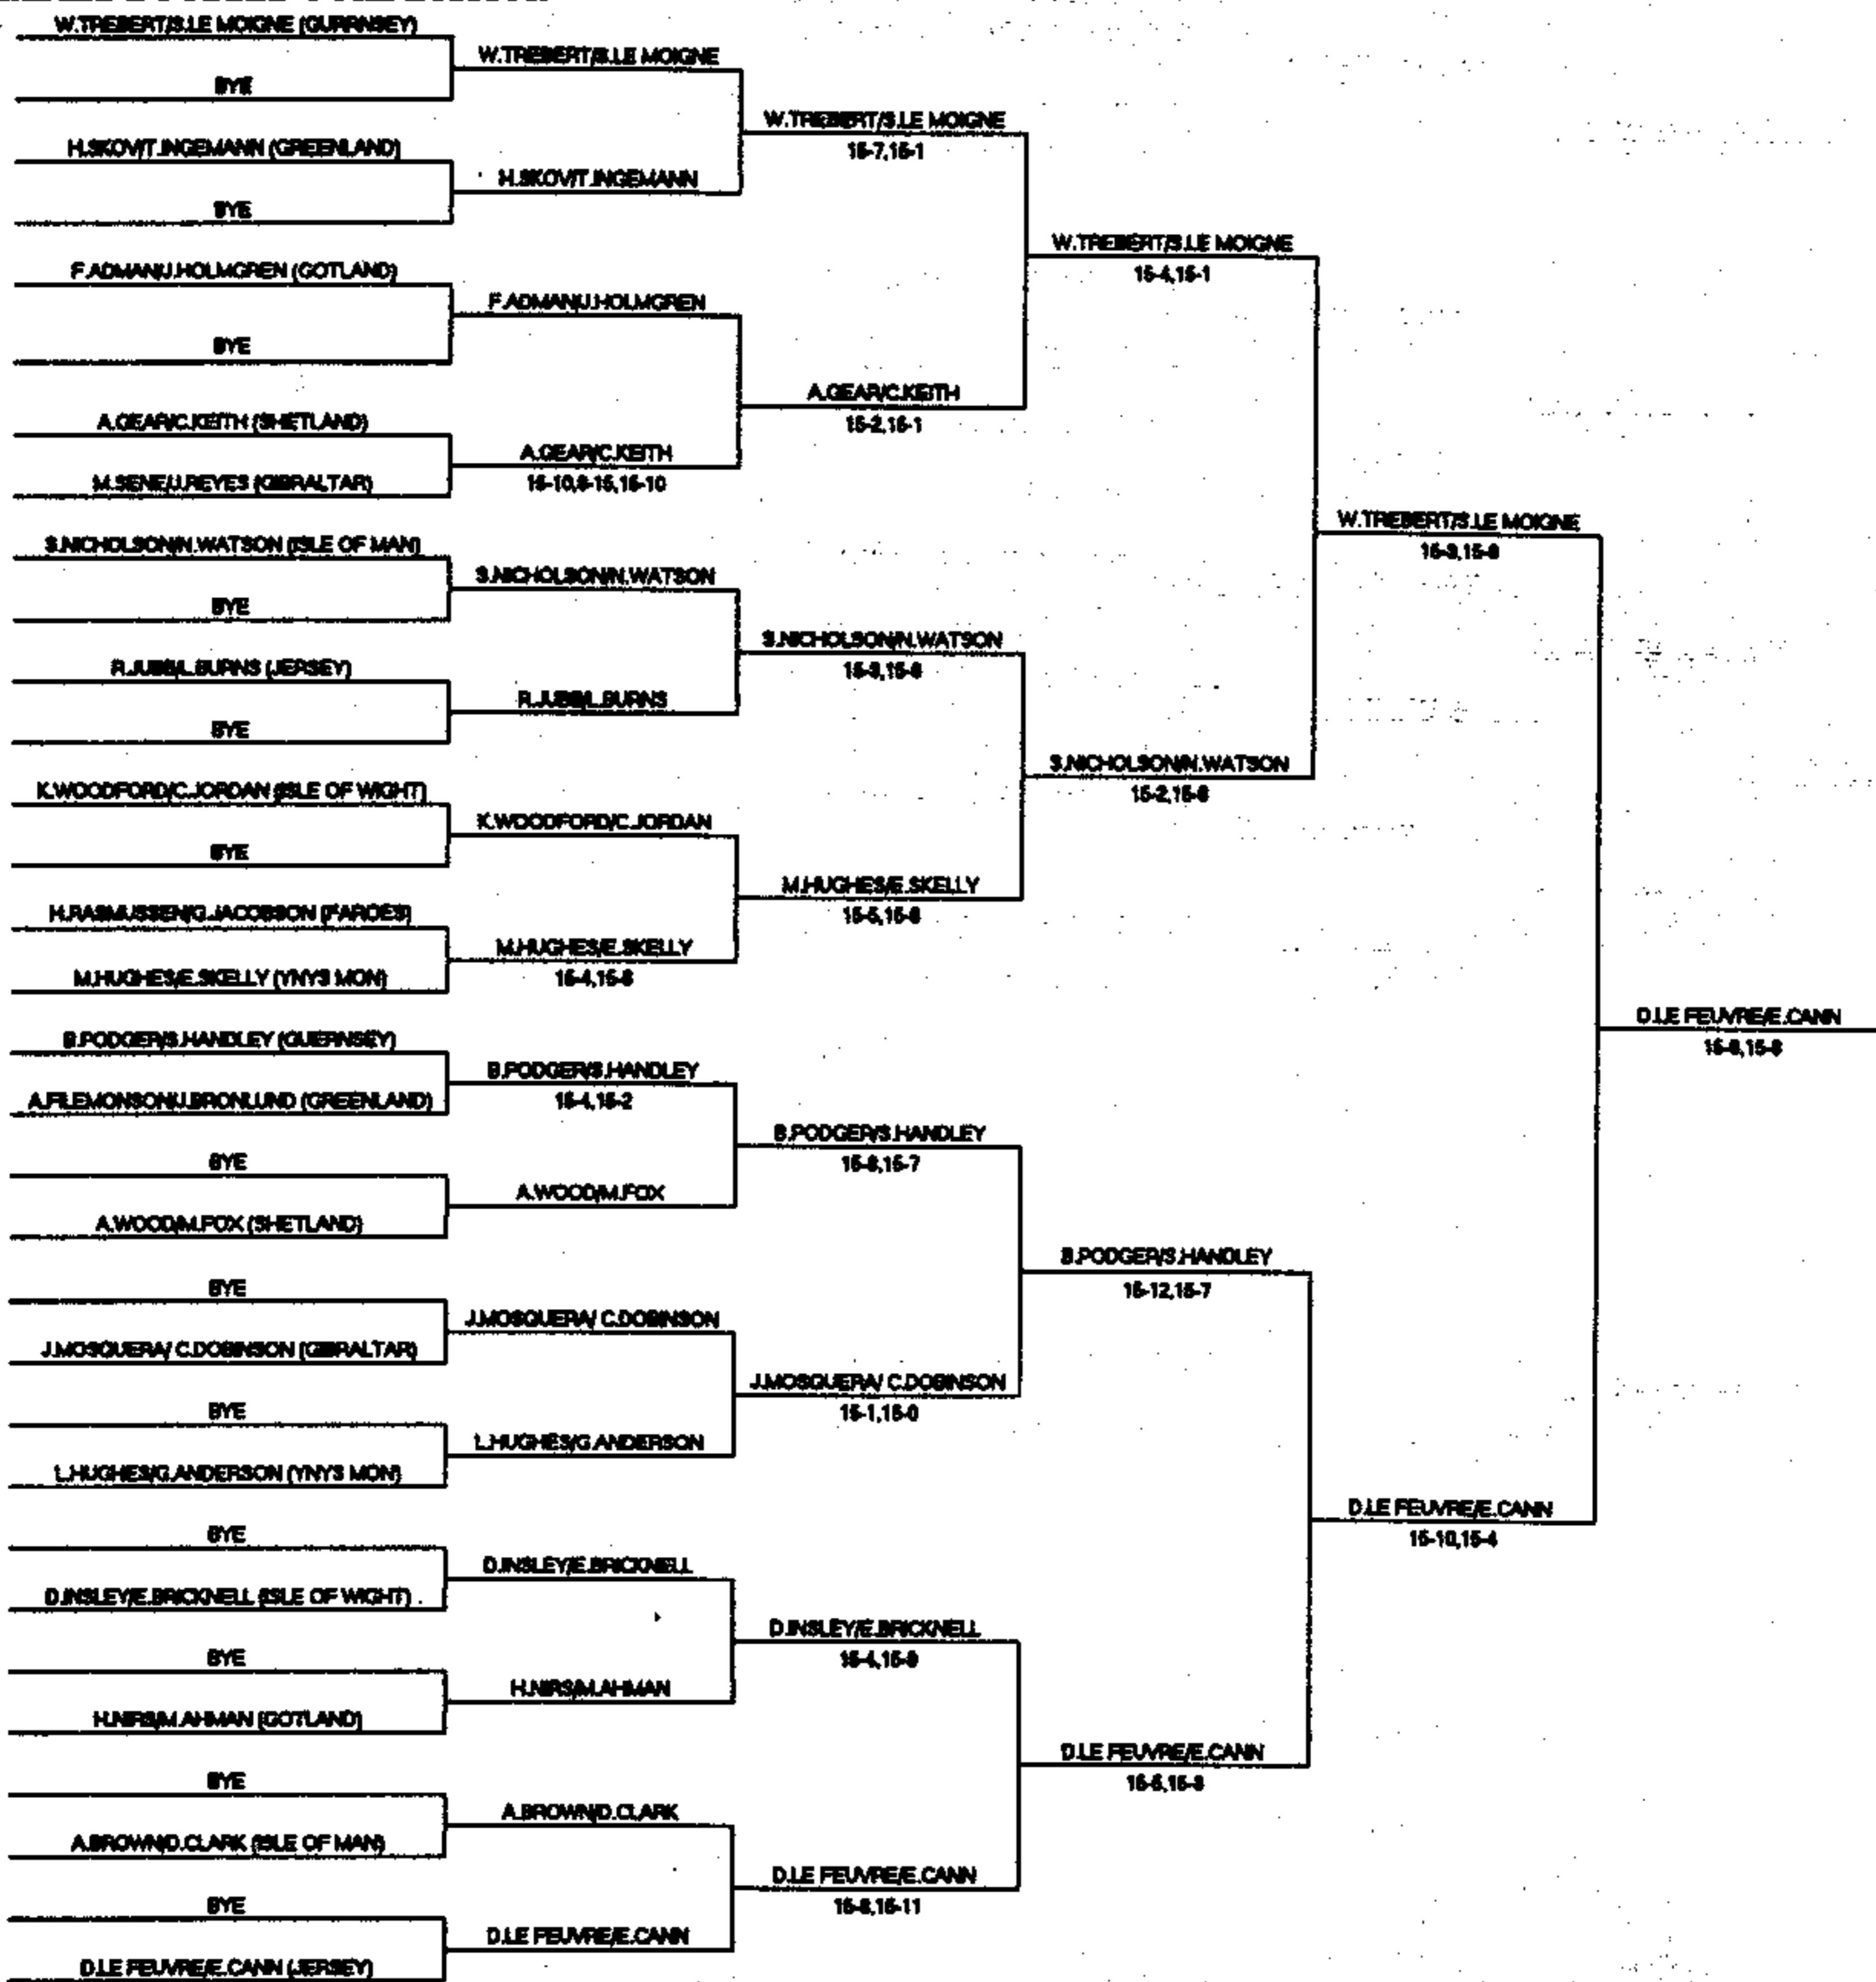 W.TREBERT/S.LE MOIGNE (GURRNSEY)
BYE
H.SKOV/T.INGEMANN (GREENLAND)
BYE
F.ADMAN/J.HOLMGREN (GOTLAND)
BYE
A.GEAR/C.KEITH (SHETLAND)
M.SENE/J.REYES (GIBRALTAR)
S.NICHOLSON/N.WATSON (ISLE OF MAN)
BYE
R.JUBB/L.BURNS (JERSEY)
BYE
K.WOODFORD/C.JORDAN (ISLE OF WIGHT)
BYE
H.RASMUSSEN/G.JACOBSON (FAROES)
M.HUGHES/E.SKELLY (YNYS MON)
B.PODGER/S.HANDLEY (GUERNSEY)
A.FILEMONSON/J.BRONLUND (GREENLAND)
BYE
A.WOOD/M.FOX (SHETLAND)
BYE
J.MOSQUERA/ C.DOBINSON (GIBRALTAR)
BYE
L.HUGHES/G.ANDERSON (YNYS MON)
BYE
D.INSLEY/E.BRICKNELL (ISLE OF WIGHT)
BYE
H.NIRS/M.AHMAN (GOTLAND)
BYE
A.BROWN/D.CLARK (ISLE OF MAN)
BYE
D.LE FEUVRE/E.CANN (JERSEY)
W.TREBERT/S.LE MOIGNE
H.SKOV/T.INGEMANN
F.ADMAN/J.HOLMGREN
A.GEAR/C.KEITH
S.NICHOLSON/N.WATSON
R.JUBB/L.BURNS
K.WOODFORD/C.JORDAN
M.HUGHES/E.SKELLY
B.PODGER/S.HANDLEY
15-4,15-2
A.WOOD/M.FOX
J.MOSQUERA/ C.DOBINSON
L.HUGHES/G.ANDERSON
D.INSLEY/E.BRICKNELL
H.NIRS/M.AHMAN
A.BROWN/D.CLARK
D.LE FEUVRE/E.CANN
W.TREBERT/S.LE MOIGNE
15-7,15-1
A.GEAR/C.KEITH
15-2,15-1
S.NICHOLSON/N.WATSON
M.HUGHES/E.SKELLY
B.PODGER/S.HANDLEY
J.MOSQUERA/ C.DOBINSON
15-1,15-0
D.INSLEY/E.BRICKNELL
D.LE FEUVRE/E.CANN
W.TREBERT/S.LE MOIGNE
15-4,15-1
S.NICHOLSON/N.WATSON
B.PODGER/S.HANDLEY
15-12,15-7
D.LE FEUVRE/E.CANN
W.TREBERT/S.LE MOIGNE
D.LE FEUVRE/E.CANN
15-10,15-4
D.LE FEUVRE/E.CANN